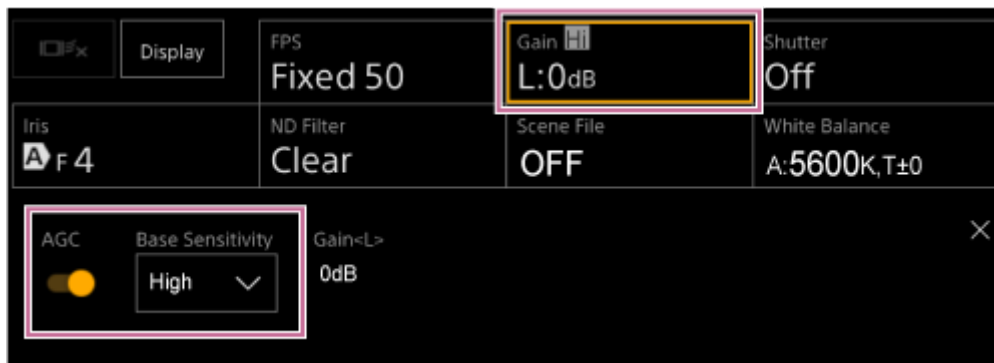 Display
FPS
Fixed 50
Gain Hi
L:0dB
Shutter
Off
Iris
A F4
ND Filter
Clear
Scene File
OFF
White Balance
A:5600K,T±0
AGC
Base Sensitivity
High
Gain<L>
0dB